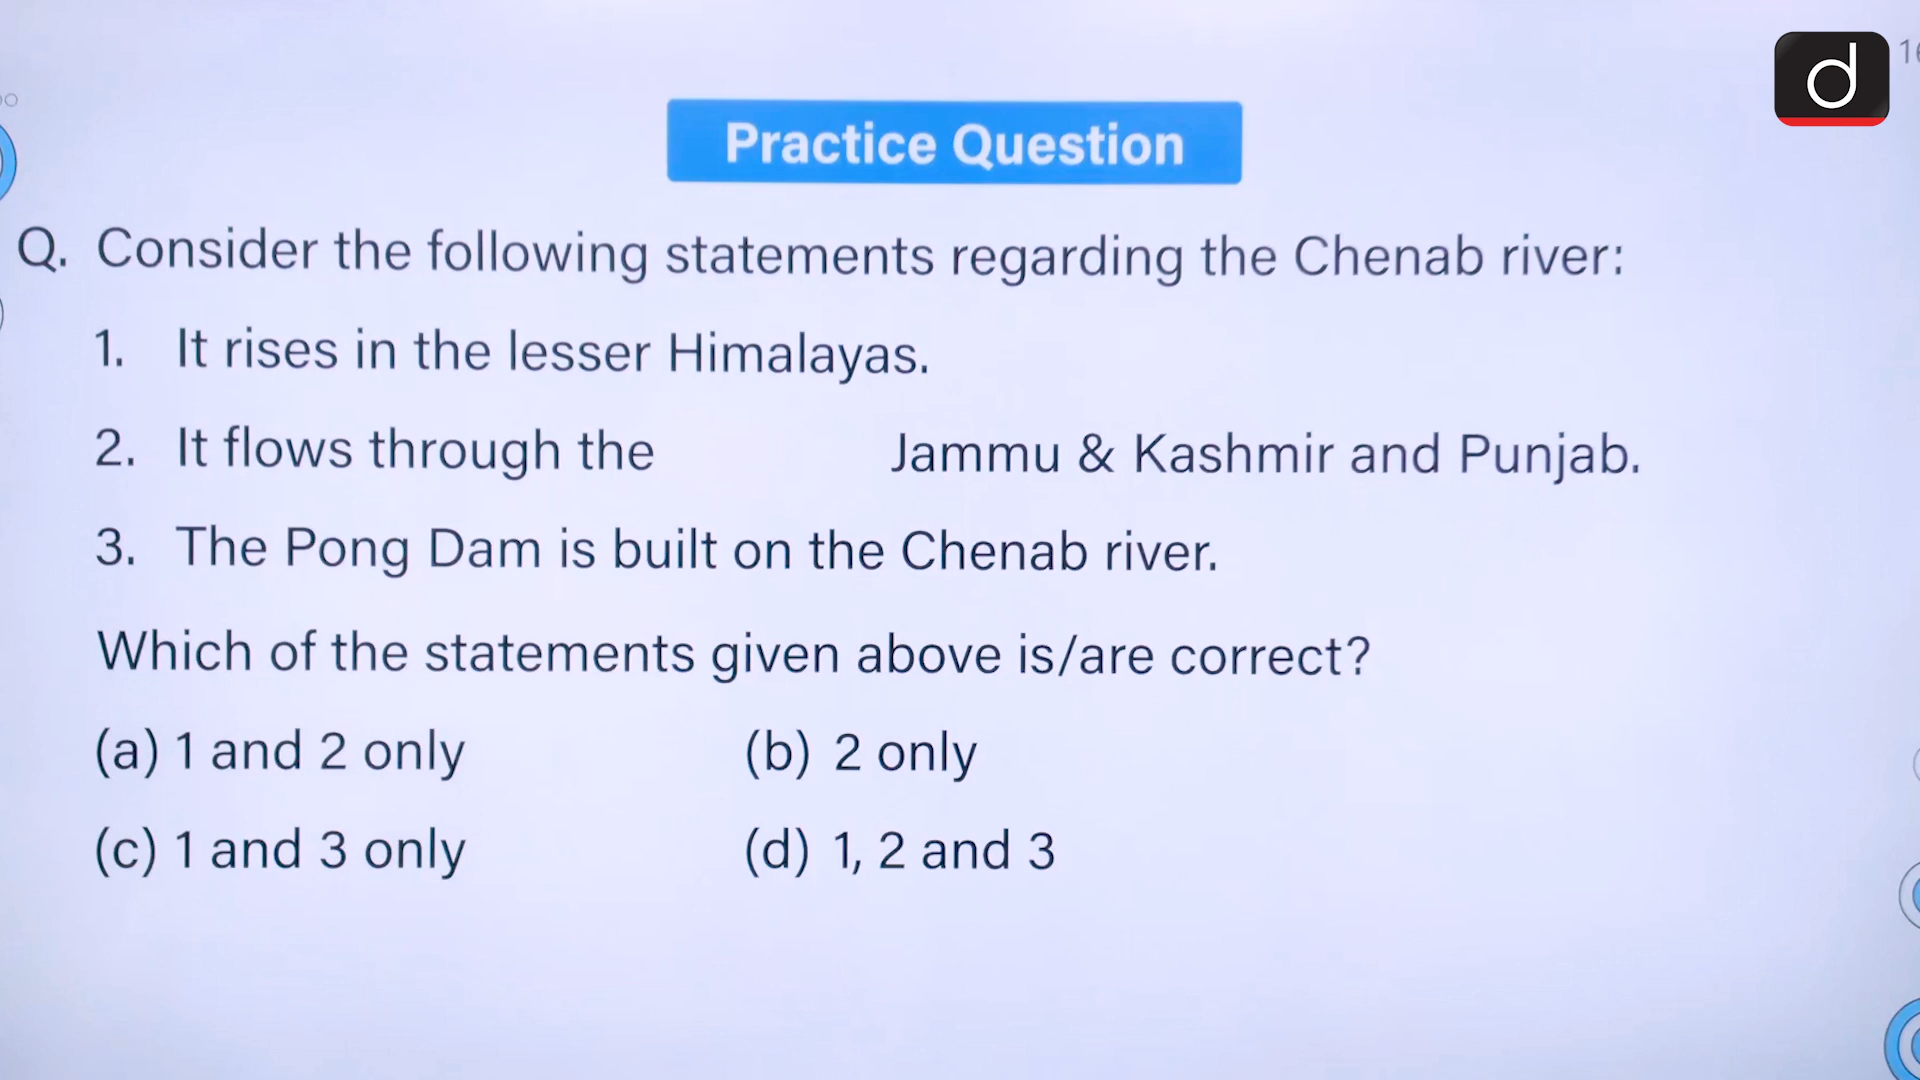 16
Practice Question
Q. Consider the following statements regarding the Chenab river:
1. It rises in the lesser Himalayas.
2. It flows through the Jammu & Kashmir and Punjab.
3. The Pong Dam is built on the Chenab river.
Which of the statements given above is/are correct?
(a) 1 and 2 only (b) 2 only
(c) 1 and 3 only (d) 1, 2 and 3